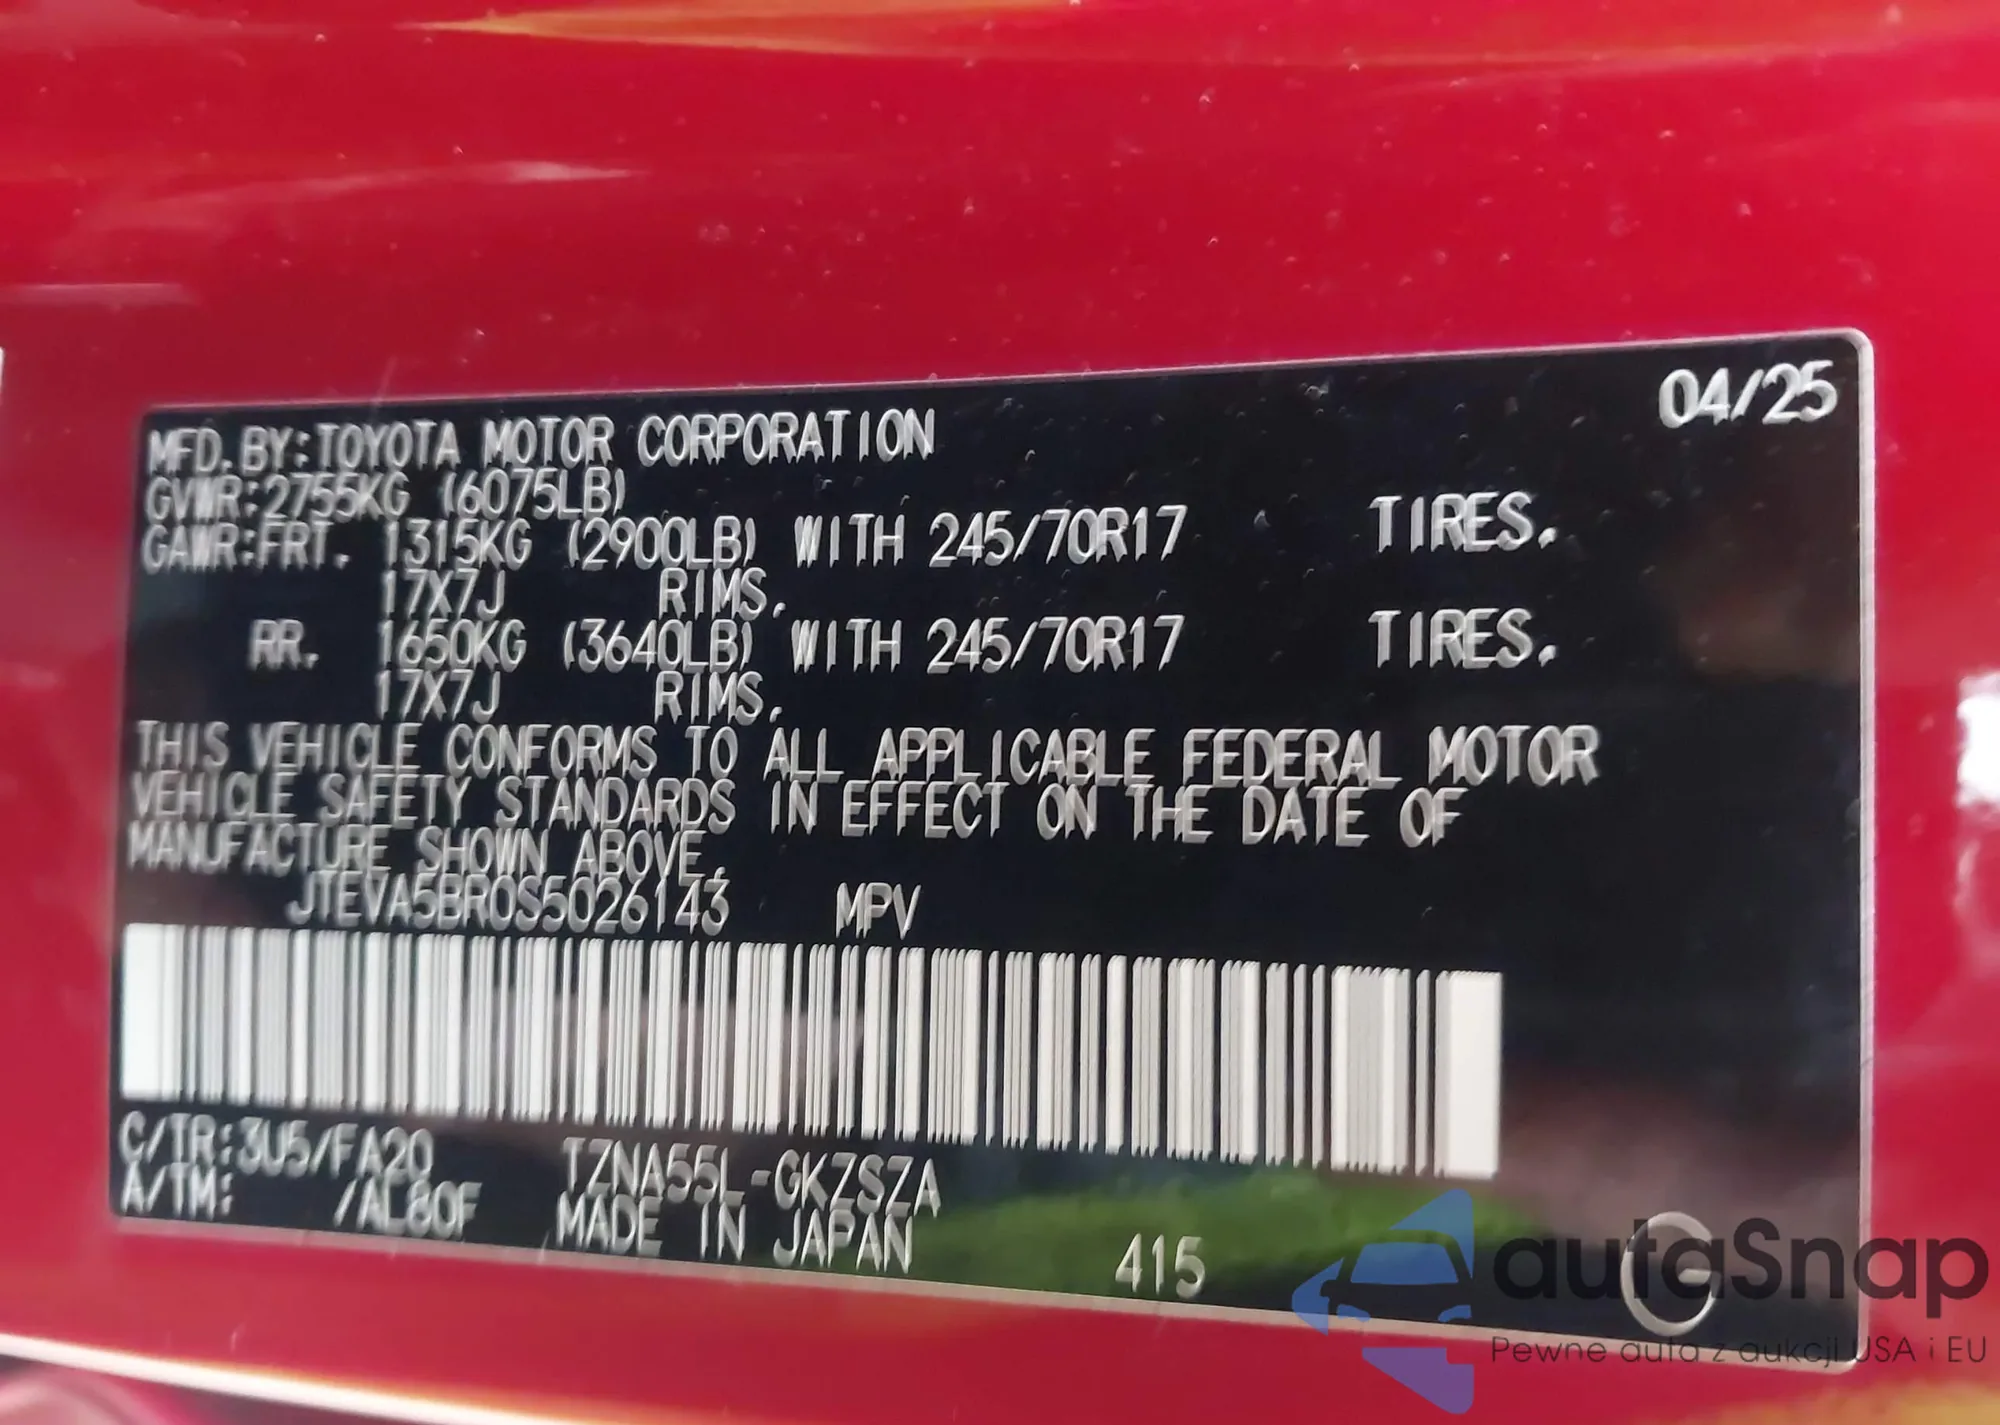 04/25
MFD. BY: TOYOTA MOTOR CORPORATION
GVWR: 2755KG (6075LB)
GAWR: FRT. 1315KG (2900LB) WITH 245/70R17 TIRES.
17X7J RIMS.
RR. 1650KG (3640LB) WITH 245/70R17 TIRES.
17X7J RIMS.
THIS VEHICLE CONFORMS TO ALL APPLICABLE FEDERAL MOTOR
VEHICLE SAFETY STANDARDS IN EFFECT ON THE DATE OF
MANUFACTURE SHOWN ABOVE.
JTEVA5BR0S5026143 MPV
C/TR: 3U5/FA20 TZNA55L-GKZSZA
A/TM: /AL80F MADE IN JAPAN 415
G
autaSnap
Pewne auta z aukcji USA i EU